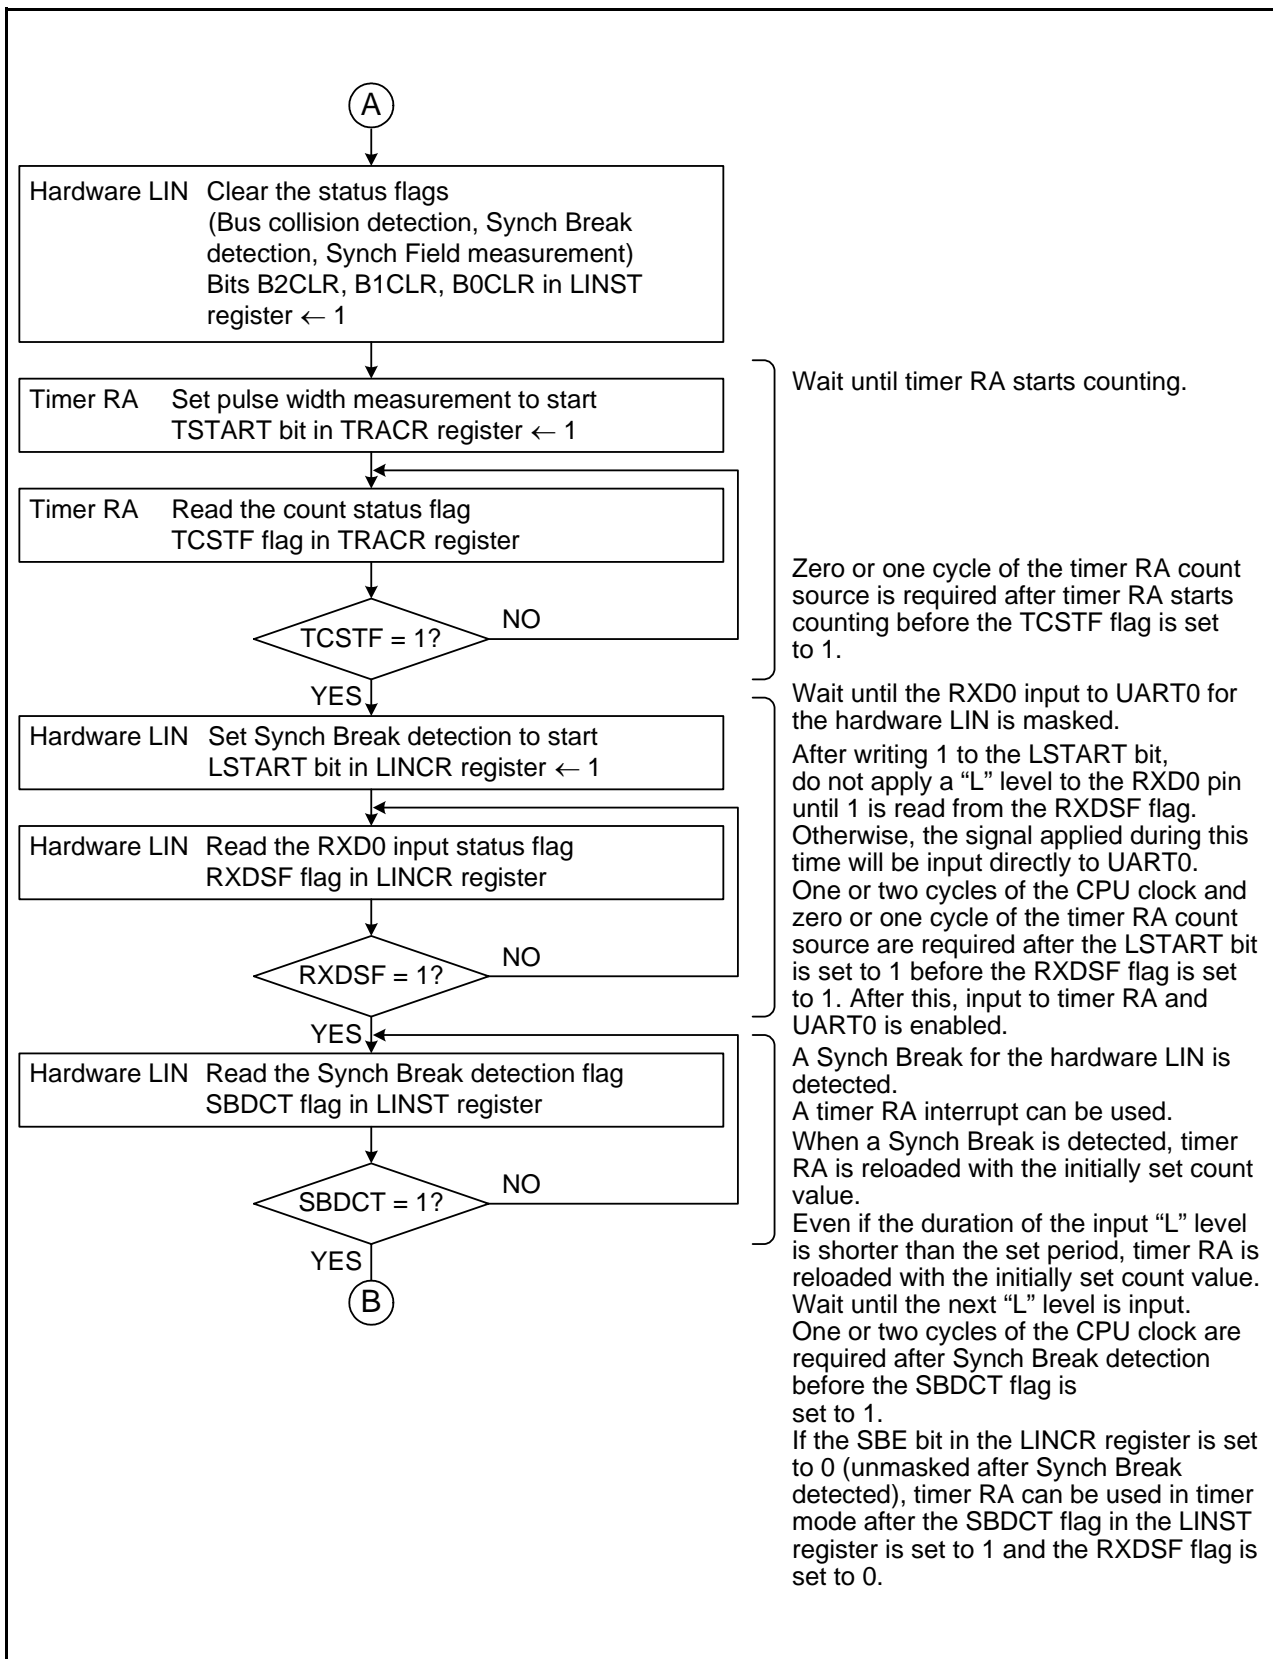 A
Hardware LIN Clear the status flags
(Bus collision detection, Synch Break
detection, Synch Field measurement)
Bits B2CLR, B1CLR, B0CLR in LINST
register ← 1
Timer RA Set pulse width measurement to start
TSTART bit in TRACR register ← 1
Wait until timer RA starts counting.
Timer RA Read the count status flag
TCSTF flag in TRACR register
TCSTF = 1?
NO
YES
Zero or one cycle of the timer RA count
source is required after timer RA starts
counting before the TCSTF flag is set
to 1.
Hardware LIN Set Synch Break detection to start
LSTART bit in LINCR register ← 1
Hardware LIN Read the RXD0 input status flag
RXDSF flag in LINCR register
RXDSF = 1?
NO
YES
Wait until the RXD0 input to UART0 for
the hardware LIN is masked.
After writing 1 to the LSTART bit,
do not apply a “L” level to the RXD0 pin
until 1 is read from the RXDSF flag.
Otherwise, the signal applied during this
time will be input directly to UART0.
One or two cycles of the CPU clock and
zero or one cycle of the timer RA count
source are required after the LSTART bit
is set to 1 before the RXDSF flag is set
to 1. After this, input to timer RA and
UART0 is enabled.
Hardware LIN Read the Synch Break detection flag
SBDCT flag in LINST register
SBDCT = 1?
NO
YES
B
A Synch Break for the hardware LIN is
detected.
A timer RA interrupt can be used.
When a Synch Break is detected, timer
RA is reloaded with the initially set count
value.
Even if the duration of the input “L” level
is shorter than the set period, timer RA is
reloaded with the initially set count value.
Wait until the next “L” level is input.
One or two cycles of the CPU clock are
required after Synch Break detection
before the SBDCT flag is
set to 1.
If the SBE bit in the LINCR register is set
to 0 (unmasked after Synch Break
detected), timer RA can be used in timer
mode after the SBDCT flag in the LINST
register is set to 1 and the RXDSF flag is
set to 0.